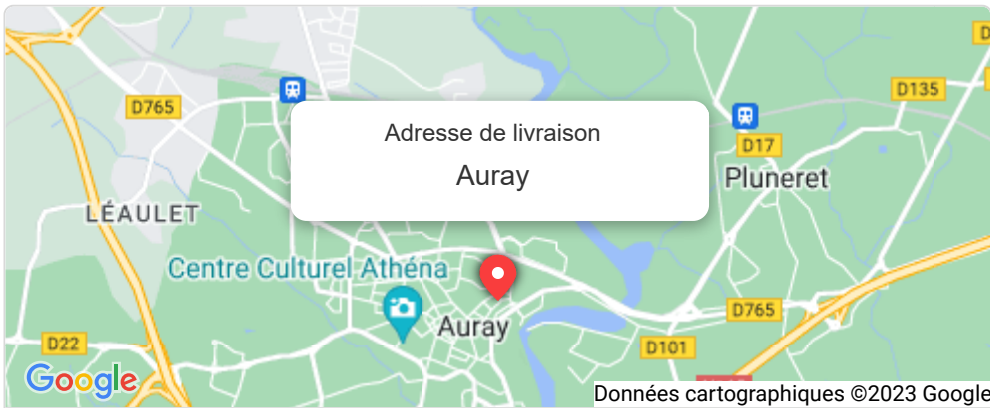 D
D765
D135
Adresse de livraison
D17
Auray
Pluneret
LÉAULET
Centre Culturel Athéna
D765
Auray
D22
D101
Google
Données cartographiques ©2023 Google